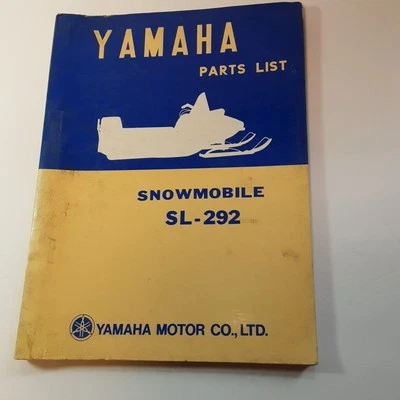 YAMAHA
PARTS LIST
SNOWMOBILE
SL-292
YAMAHA MOTOR CO., LTD.